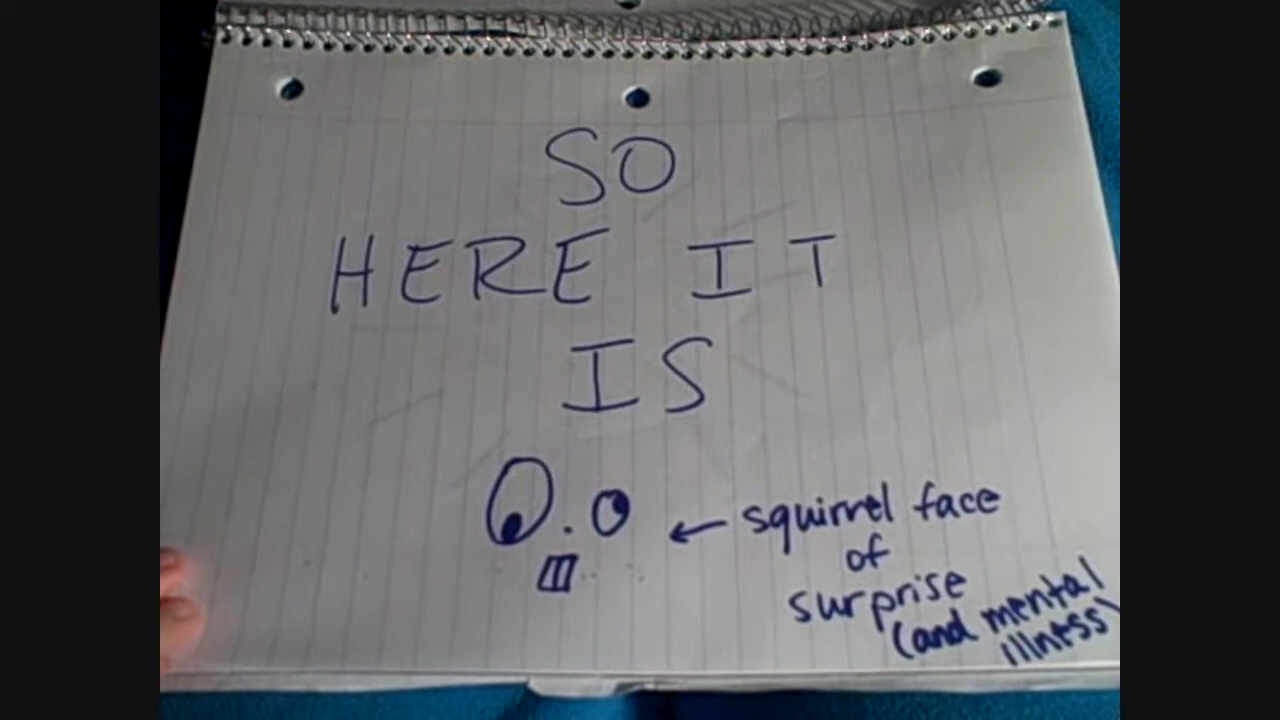 SO
HERE IT
IS
O.o ← squirrel face
of
surprise
(and mental
illness)